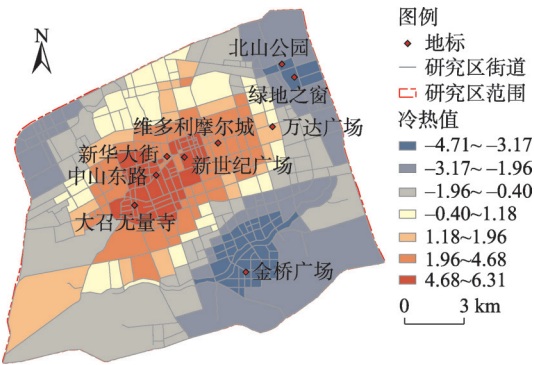 N
北山公园
绿地之窗
维多利摩尔城
万达广场
新华大街
新世纪广场
中山东路
大召无量寺
金桥广场
图例
地标
研究区街道
研究区范围
冷热值
–4.71~ –3.17
–3.17~ –1.96
–1.96~ –0.40
–0.40~1.18
1.18~1.96
1.96~4.68
4.68~6.31
0 3 km